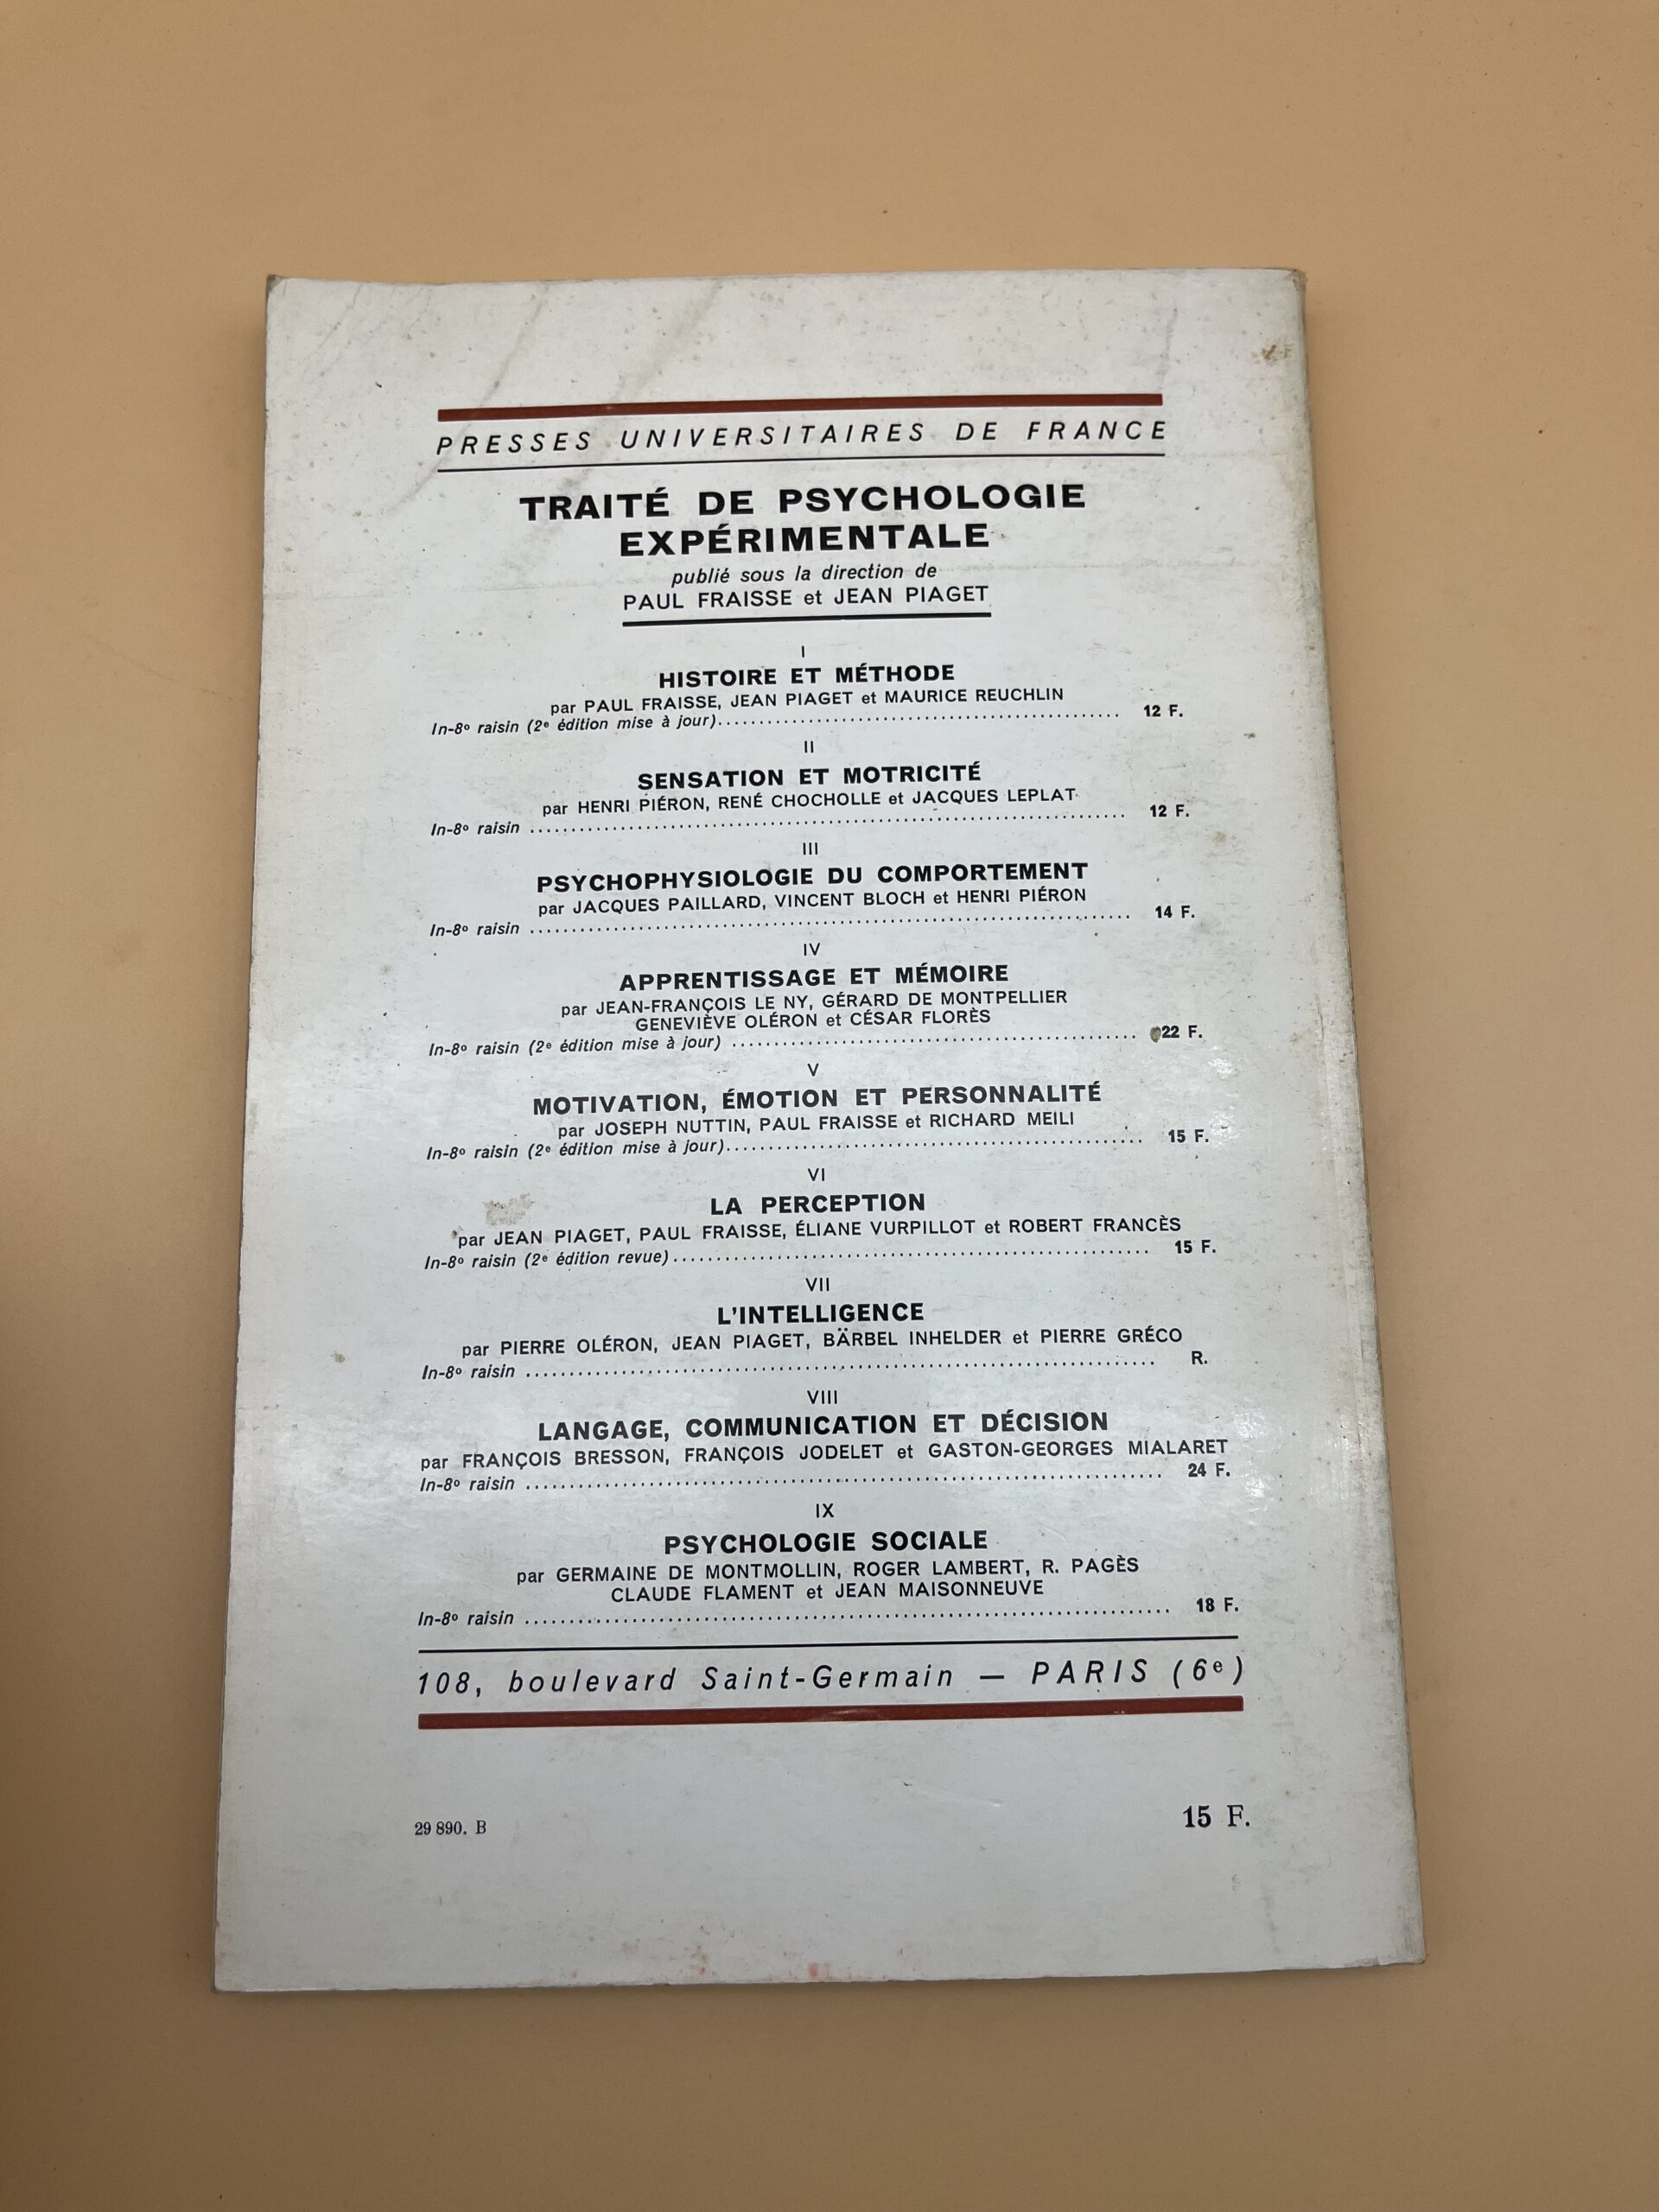 PRESSES UNIVERSITAIRES DE FRANCE
TRAITÉ DE PSYCHOLOGIE
EXPÉRIMENTALE
publié sous la direction de
PAUL FRAISSE et JEAN PIAGET
I
HISTOIRE ET MÉTHODE
par PAUL FRAISSE, JEAN PIAGET et MAURICE REUCHLIN
In-8º raisin (2e édition mise à jour)............................................... 12 F.
II
SENSATION ET MOTRICITÉ
par HENRI PIÉRON, RENÉ CHOCHOLLE et JACQUES LEPLAT
In-8º raisin ...................................................................... 12 F.
III
PSYCHOPHYSIOLOGIE DU COMPORTEMENT
par JACQUES PAILLARD, VINCENT BLOCH et HENRI PIÉRON
In-8º raisin ...................................................................... 14 F.
IV
APPRENTISSAGE ET MÉMOIRE
par JEAN-FRANÇOIS LE NY, GÉRARD DE MONTPELLIER
GENEVIÈVE OLÉRON et CÉSAR FLORÈS
In-8º raisin (2e édition mise à jour) ............................................... 22 F.
V
MOTIVATION, ÉMOTION ET PERSONNALITÉ
par JOSEPH NUTTIN, PAUL FRAISSE et RICHARD MEILI
In-8º raisin (2e édition mise à jour)............................................... 15 F.
VI
LA PERCEPTION
par JEAN PIAGET, PAUL FRAISSE, ÉLIANE VURPILLOT et ROBERT FRANCÈS
In-8º raisin (2e édition revue)...................................................... 15 F.
VII
L'INTELLIGENCE
par PIERRE OLÉRON, JEAN PIAGET, BÄRBEL INHELDER et PIERRE GRÉCO
In-8º raisin ...................................................................... R.
VIII
LANGAGE, COMMUNICATION ET DÉCISION
par FRANÇOIS BRESSON, FRANÇOIS JODELET et GASTON-GEORGES MIALARET
In-8º raisin ...................................................................... 24 F.
IX
PSYCHOLOGIE SOCIALE
par GERMAINE DE MONTMOLLIN, ROGER LAMBERT, R. PAGÈS
CLAUDE FLAMENT et JEAN MAISONNEUVE
In-8º raisin ...................................................................... 18 F.
108, boulevard Saint-Germain — PARIS (6e)
29 890. B 15 F.